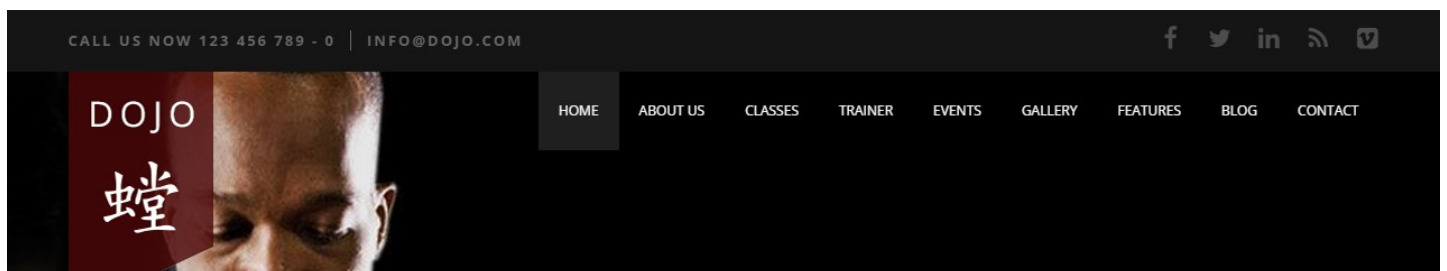 CALL US NOW 123 456 789 - 0 | INFO@DOJO.COM
DOJO
螳
HOME ABOUT US CLASSES TRAINER EVENTS GALLERY FEATURES BLOG CONTACT